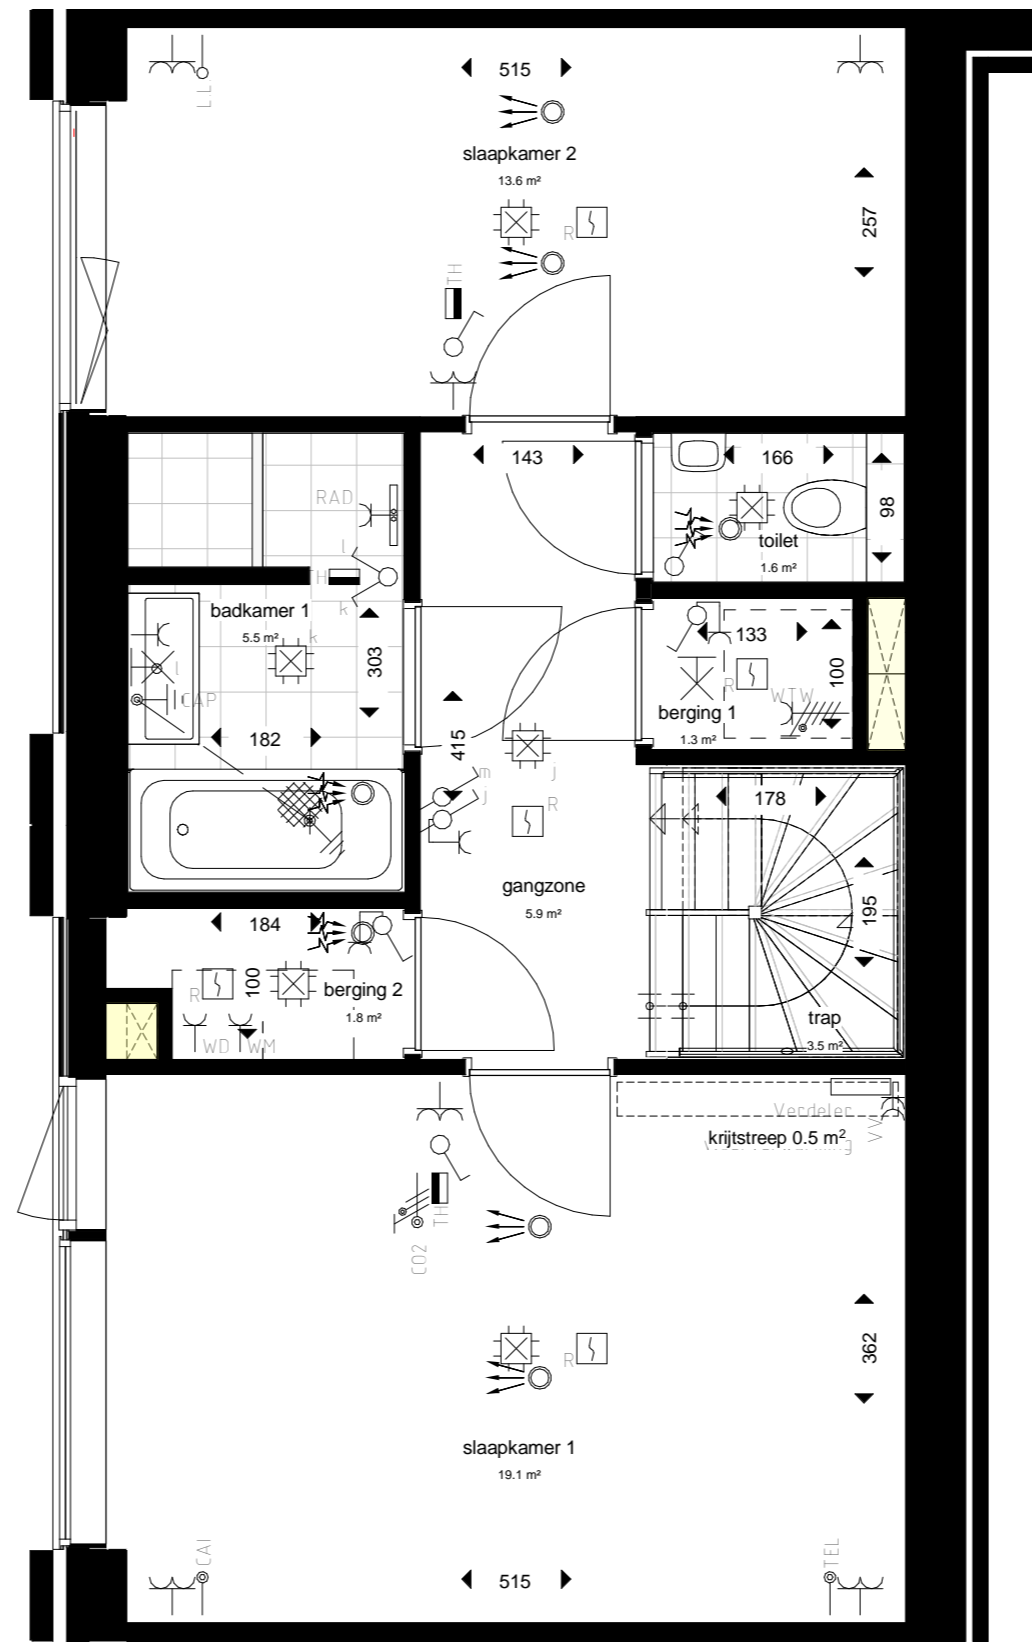 515
L.L
slaapkamer 2
13.6 m²
257
R
TH
143
166
98
RAD
toilet
1.6 m²
l
TH
k
badkamer 1
5.5 m²
k
303
133
100
R
WTW
berging 1
1.3 m²
l
CAP
182
415
m
j
j
R
178
gangzone
5.9 m²
195
184
100
berging 2
1.8 m²
R
WD
WM
trap
3.5 m²
Verdeler
VV
krijtstreep 0.5 m²
TH
CO2
362
R
slaapkamer 1
19.1 m²
CAI
515
TEL